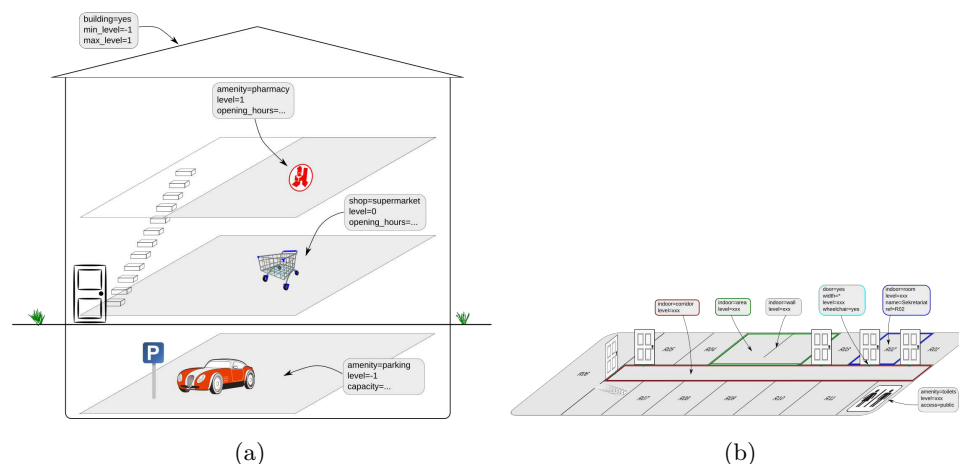 building=yes
min_level=-1
max_level=1
amenity=pharmacy
level=1
opening_hours=...
shop=supermarket
level=0
opening_hours=...
P
amenity=parking
level=-1
capacity=...
(a)
indoor=corridor
level=xxx
indoor=area
level=xxx
indoor=wall
level=xxx
door=yes
width=*
level=xxx
wheelchair=yes
indoor=room
level=xxx
name=Sekretariat
ref=R02
amenity=toilets
level=xxx
access=public
(b)